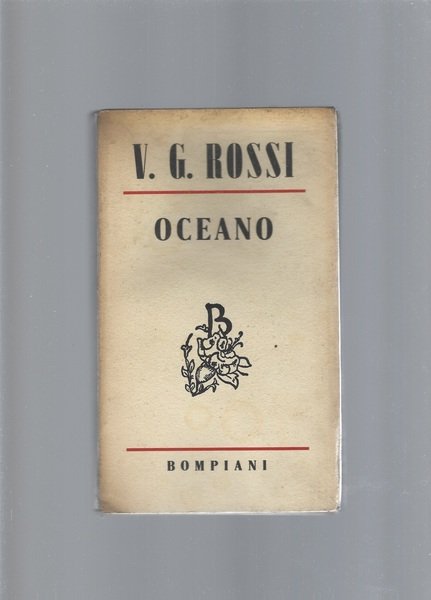 V. G. ROSSI
OCEANO
B
BOMPIANI